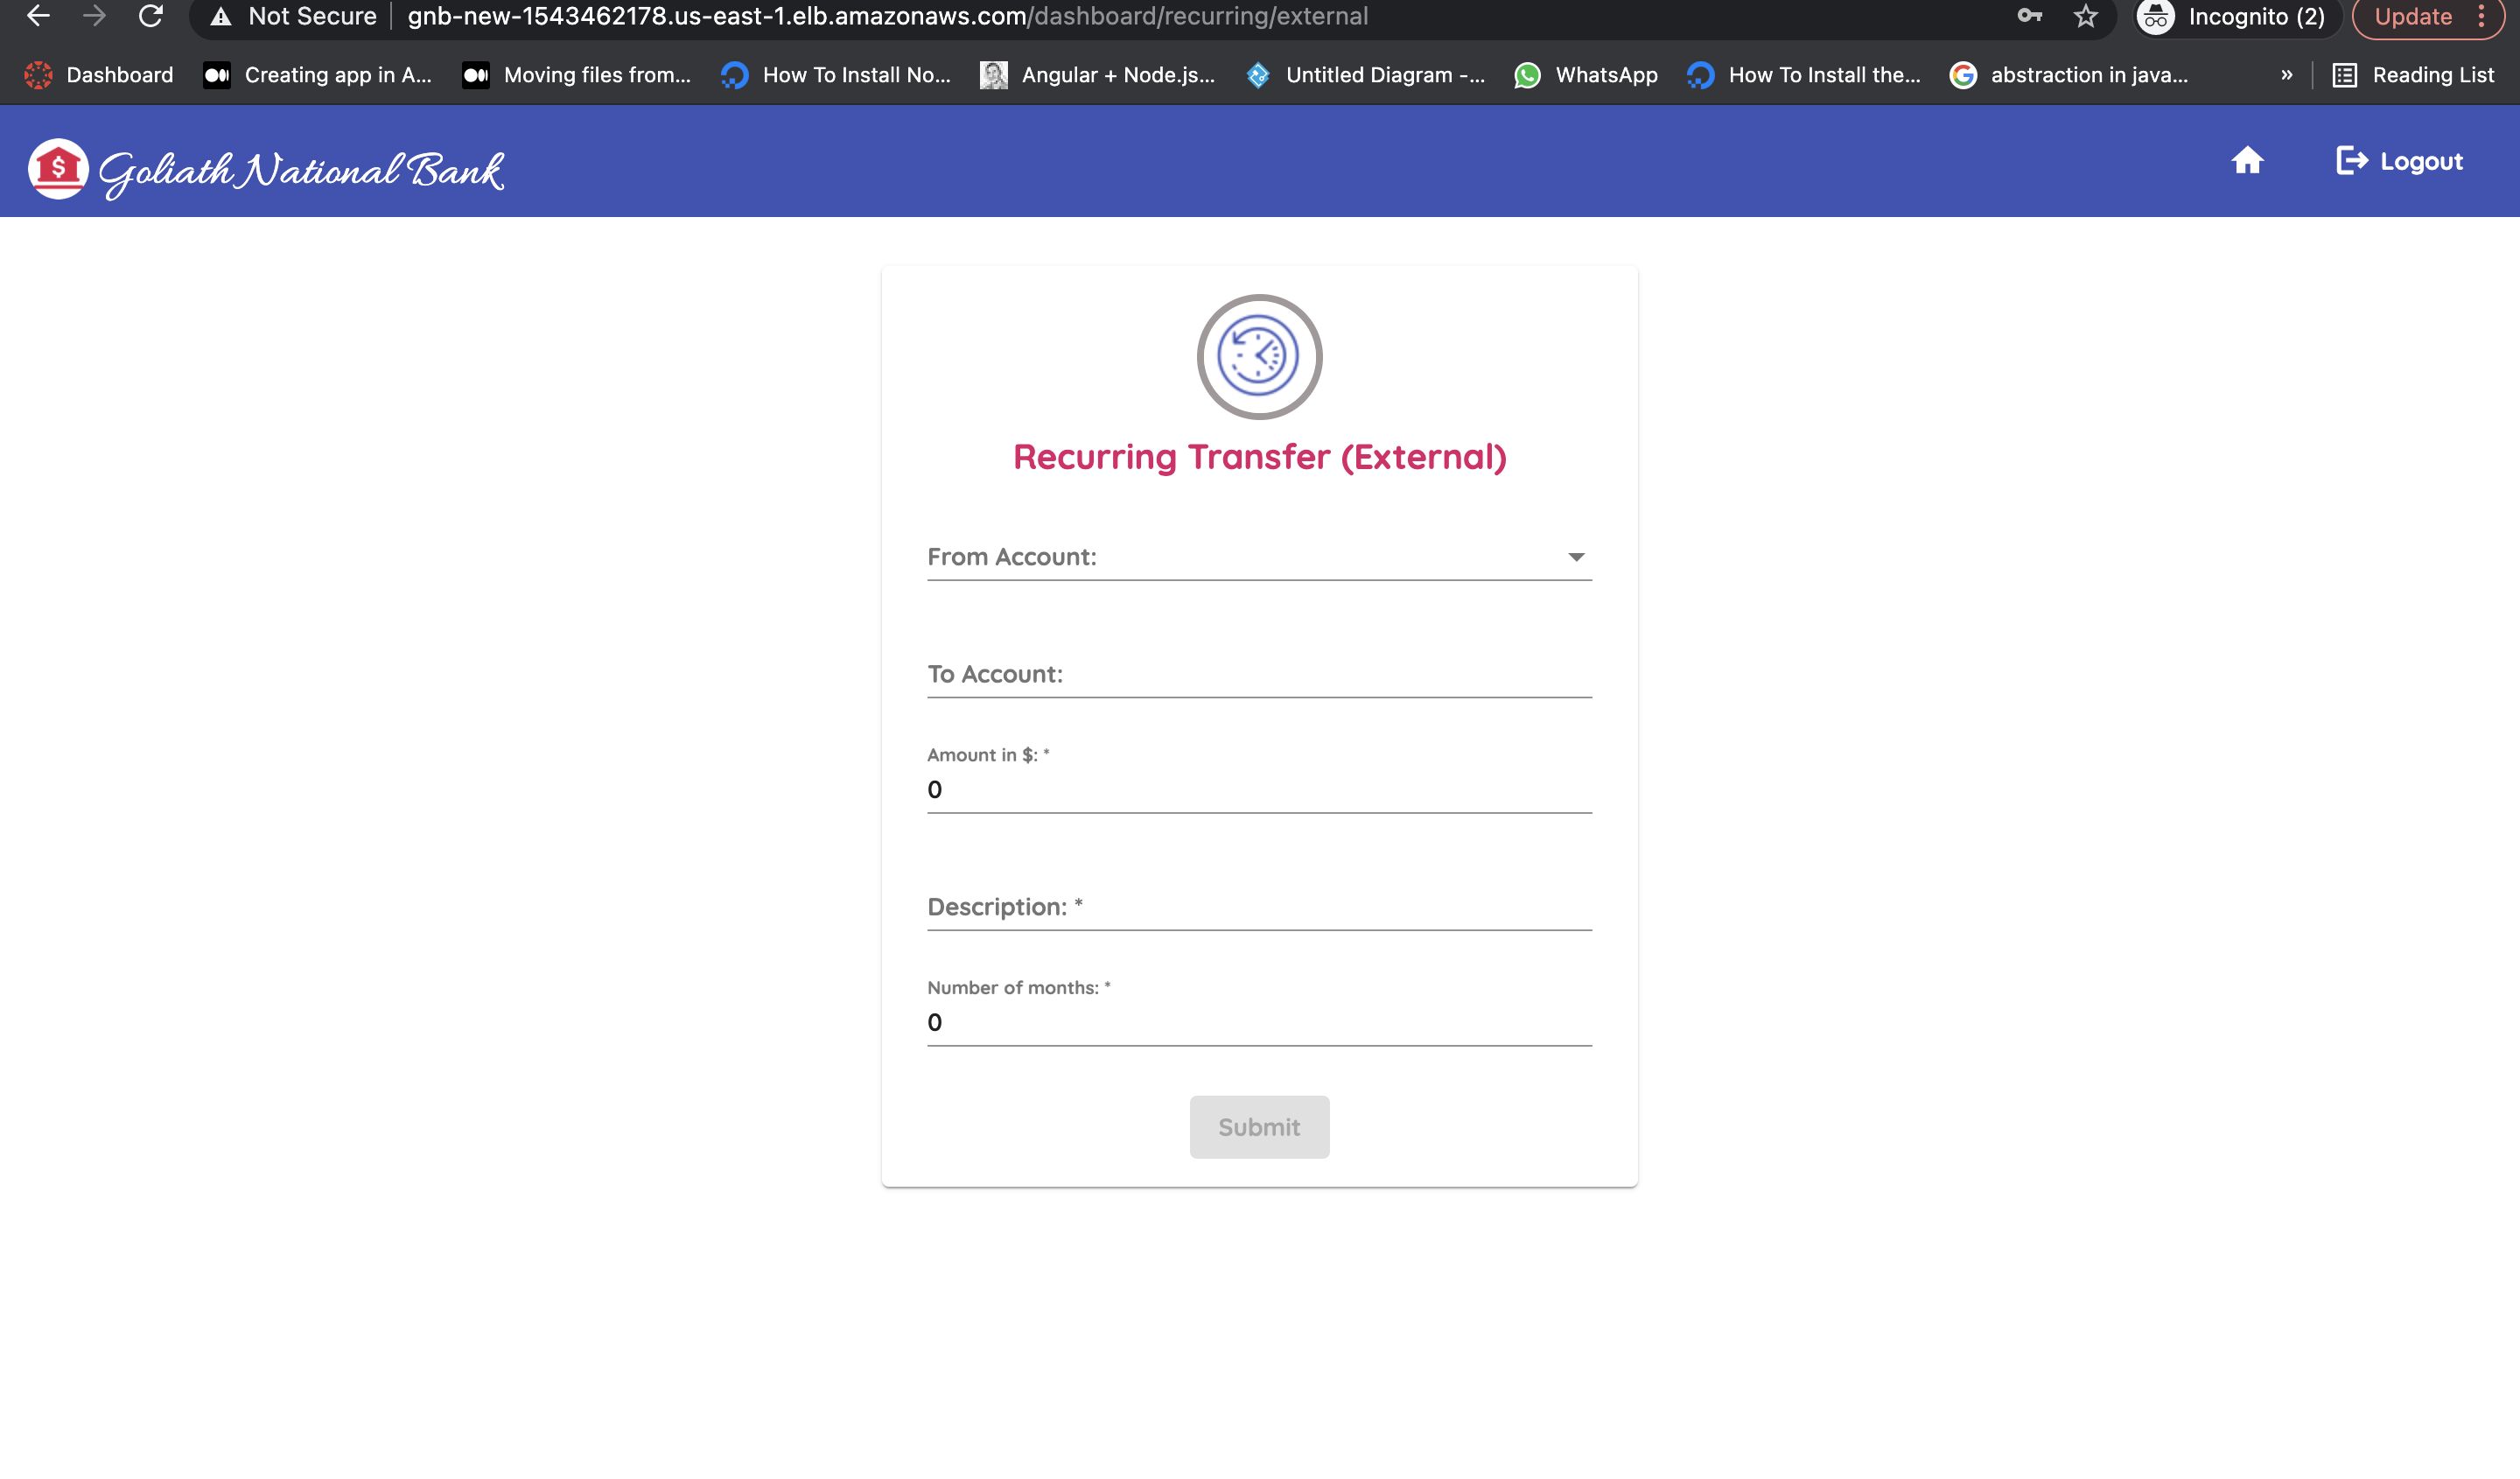 Not Secure gnb-new-1543462178.us-east-1.elb.amazonaws.com/dashboard/recurring/external Incognito (2) Update
Dashboard Creating app in A... Moving files from... How To Install No... Angular + Node.js... Untitled Diagram -... WhatsApp How To Install the... abstraction in java... » Reading List
$ Goliath National Bank Logout
Recurring Transfer (External)
From Account:
To Account:
Amount in $: *
0
Description: *
Number of months: *
0
Submit